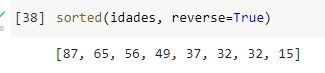 [38] sorted(idades, reverse=True)
[87, 65, 56, 49, 37, 32, 32, 15]